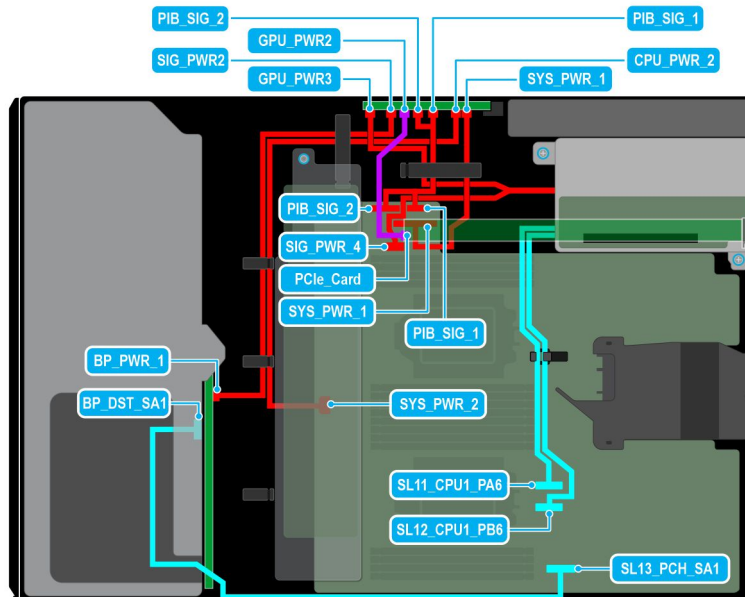 PIB_SIG_2
PIB_SIG_1
GPU_PWR2
SIG_PWR2
CPU_PWR_2
GPU_PWR3
SYS_PWR_1
PIB_SIG_2
SIG_PWR_4
PCIe_Card
SYS_PWR_1
PIB_SIG_1
BP_PWR_1
BP_DST_SA1
SYS_PWR_2
SL11_CPU1_PA6
SL12_CPU1_PB6
SL13_PCH_SA1